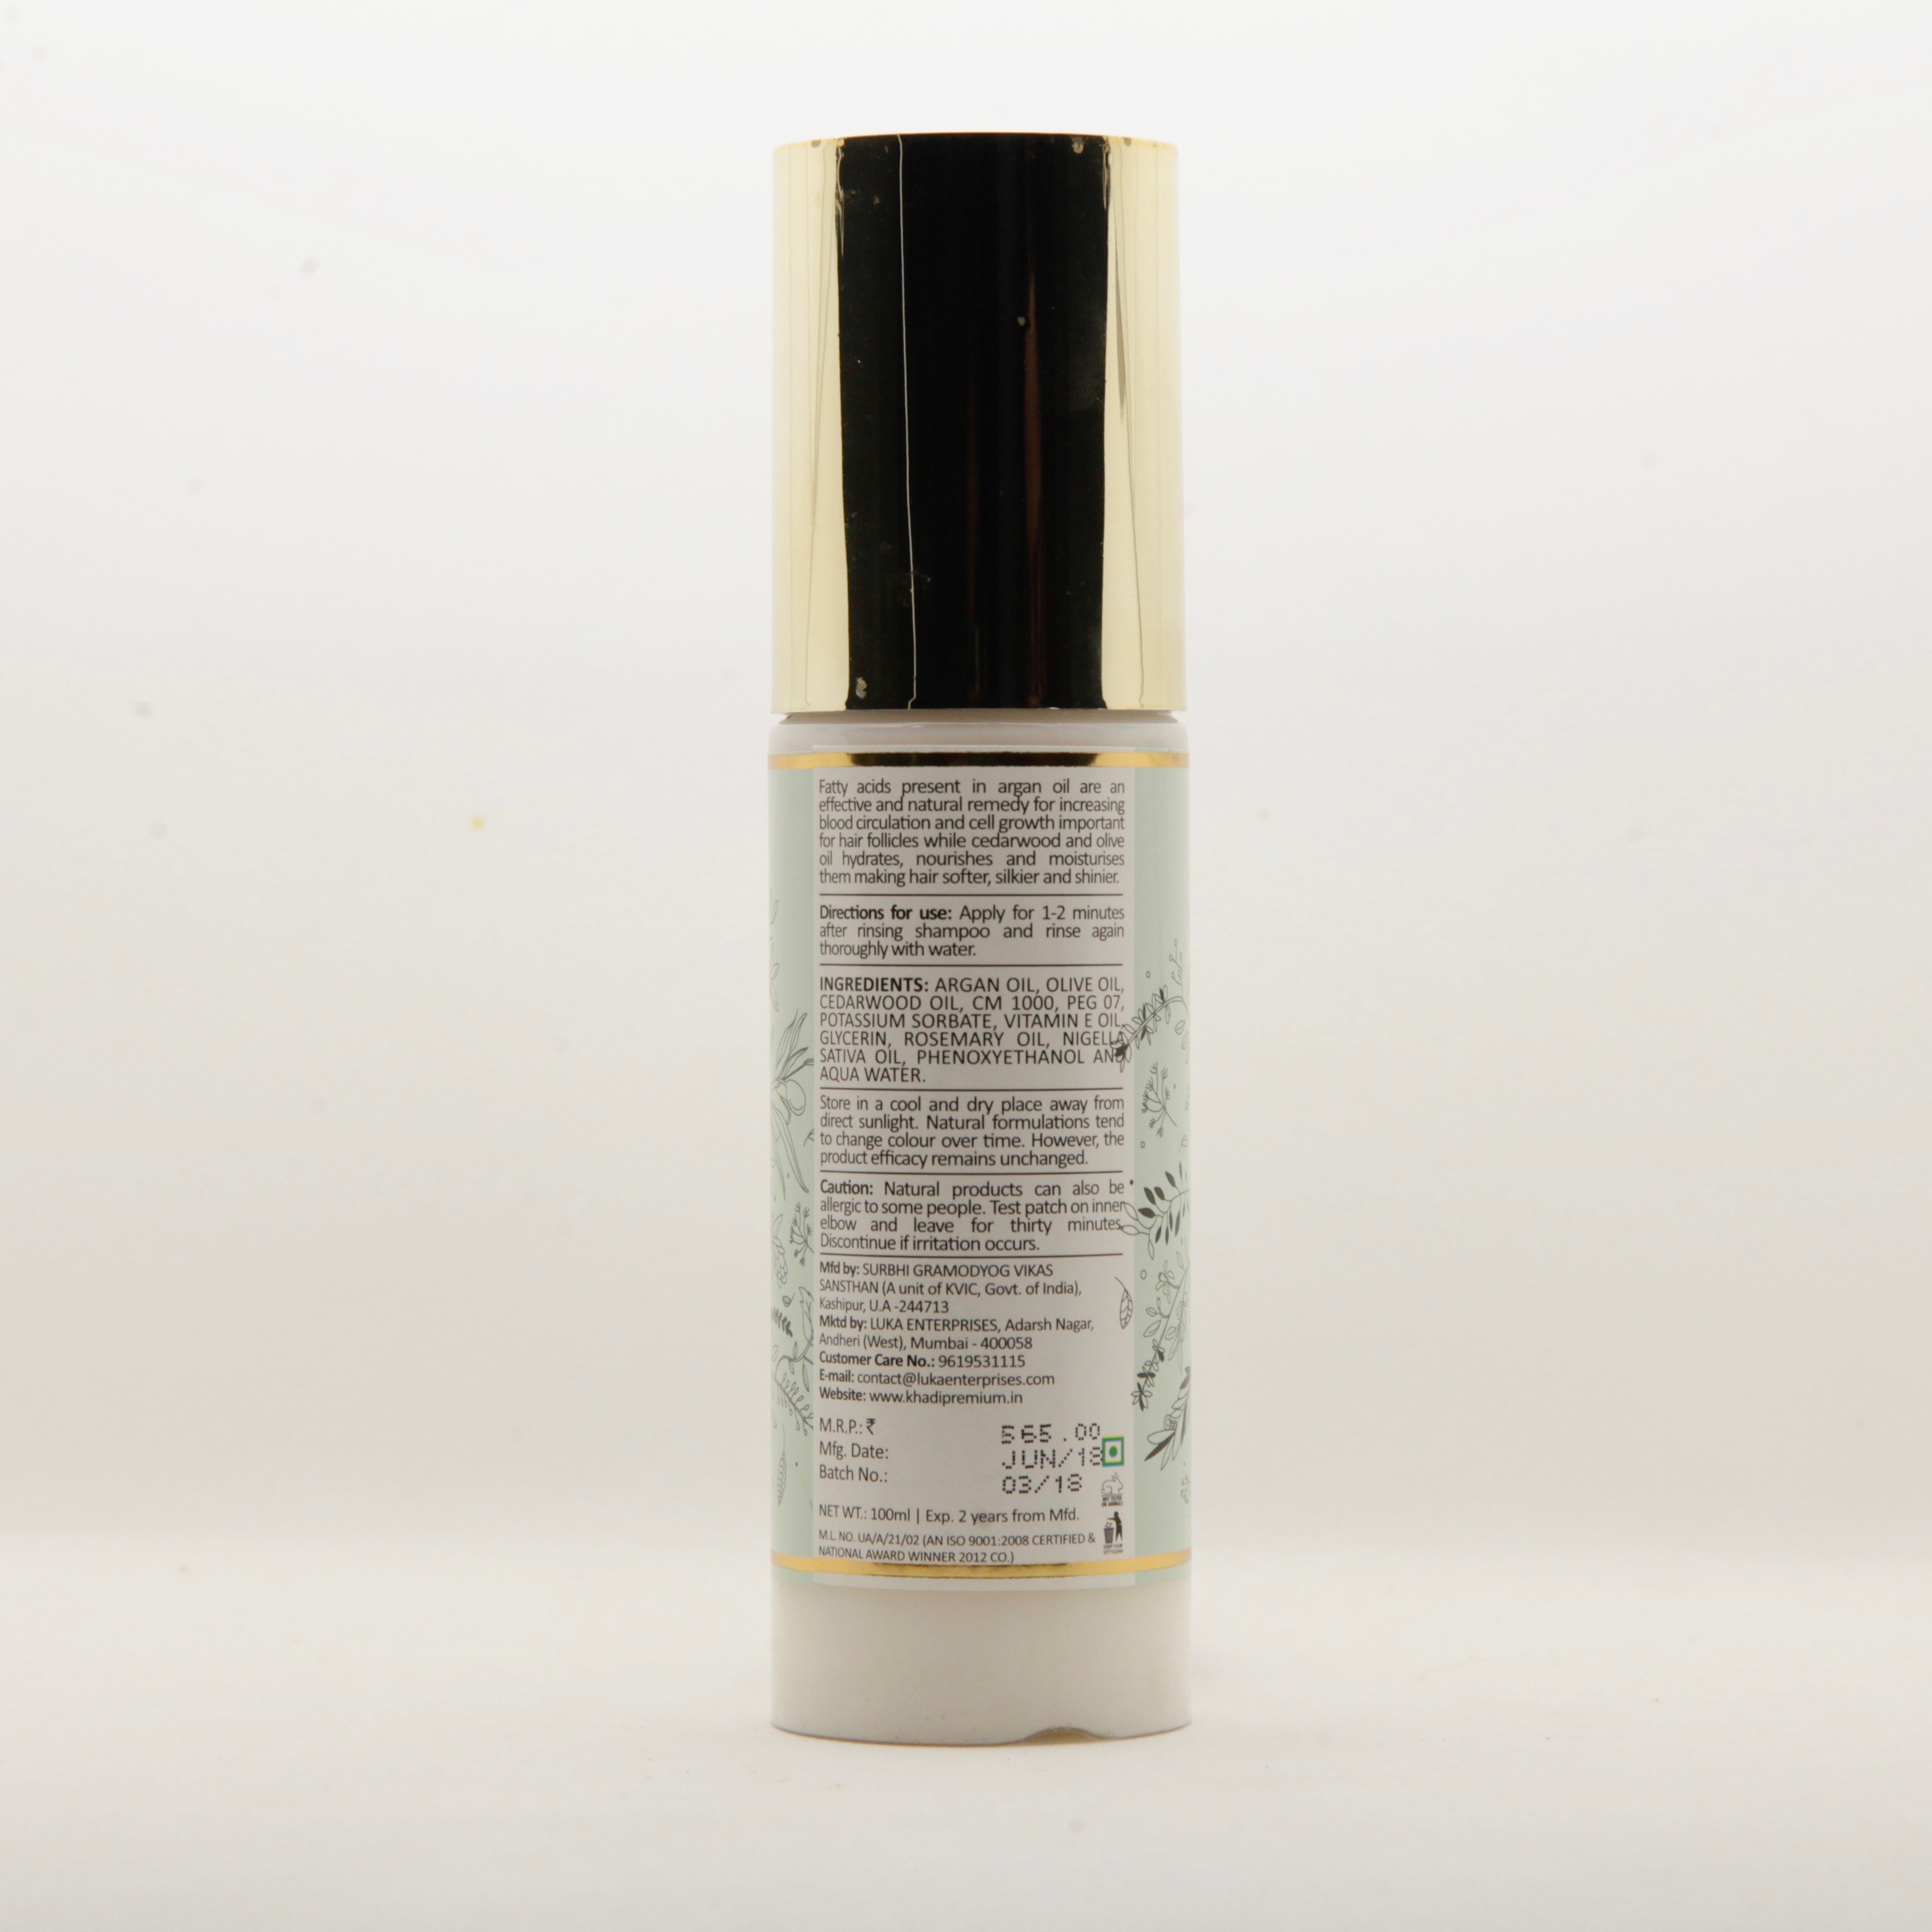 Fatty acids present in argan oil are an
effective and natural remedy for increasing
blood circulation and cell growth important
for hair follicles while cedarwood and olive
oil hydrates, nourishes and moisturises
them making hair softer, silkier and shinier.
Directions for use: Apply for 1-2 minutes
after rinsing shampoo and rinse again
thoroughly with water.
INGREDIENTS: ARGAN OIL, OLIVE OIL,
CEDARWOOD OIL, CM 1000, PEG 07,
POTASSIUM SORBATE, VITAMIN E OIL,
GLYCERIN, ROSEMARY OIL, NIGELLA
SATIVA OIL, PHENOXYETHANOL AND
AQUA WATER.
Store in a cool and dry place away from
direct sunlight. Natural formulations tend
to change colour over time. However, the
product efficacy remains unchanged.
Caution: Natural products can also be
allergic to some people. Test patch on inner
elbow and leave for thirty minutes.
Discontinue if irritation occurs.
Mfd by: SURBHI GRAMODYOG VIKAS
SANSTHAN (A unit of KVIC, Govt. of India),
Kashipur, U.A -244713
Mktd by: LUKA ENTERPRISES, Adarsh Nagar,
Andheri (West), Mumbai - 400058
Customer Care No.: 9619531115
E-mail: contact@lukaenterprises.com
Website: www.khadipremium.in
M.R.P.: ₹ 565.00
Mfg. Date: JUN/18
Batch No.: 03/18
NET WT.: 100ml | Exp. 2 years from Mfd.
M.L. NO. UA/A/21/02 (AN ISO 9001:2008 CERTIFIED &
NATIONAL AWARD WINNER 2012 CO.)